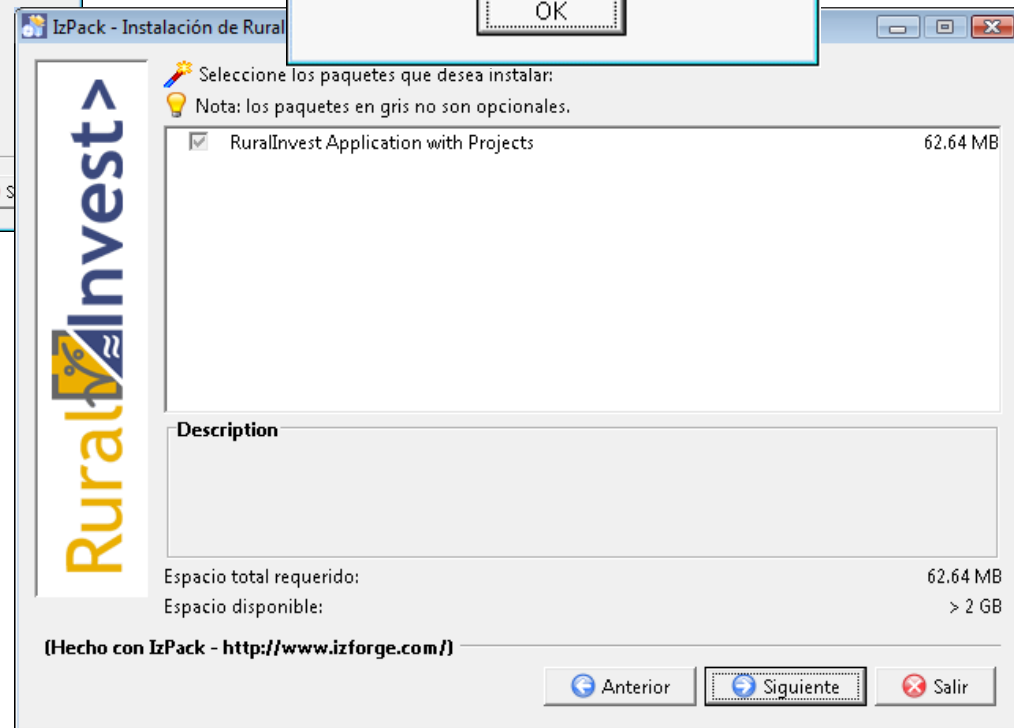 OK
IzPack - Instalación de Rural
Seleccione los paquetes que desea instalar:
Nota: los paquetes en gris no son opcionales.
RuralInvest Application with Projects 62.64 MB
RuralInvest>
Description
Espacio total requerido: 62.64 MB
Espacio disponible: > 2 GB
(Hecho con IzPack - http://www.izforge.com/)
Anterior Siguiente Salir